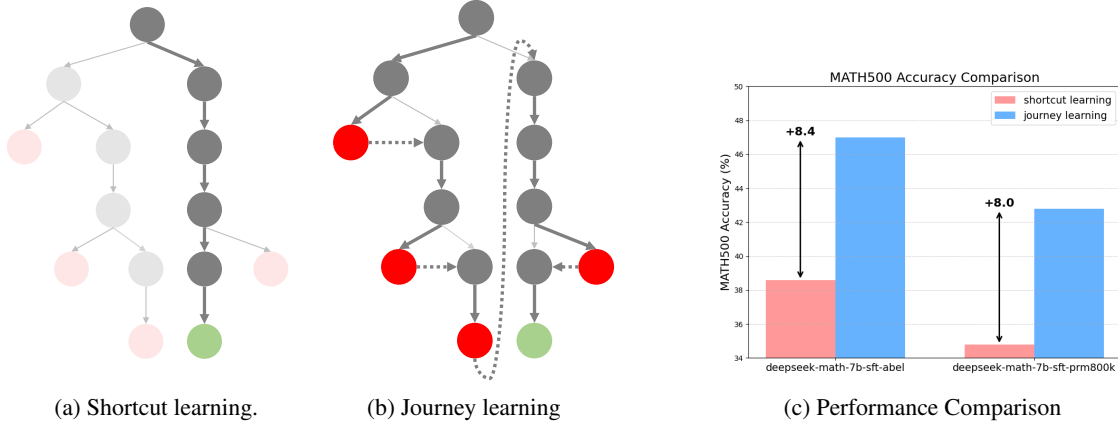 MATH500 Accuracy Comparison
shortcut learning
journey learning
MATH500 Accuracy (%)
50
48
46
44
42
40
38
36
34
+8.4
+8.0
deepseek-math-7b-sft-abel
deepseek-math-7b-sft-prm800k
(a) Shortcut learning.
(b) Journey learning
(c) Performance Comparison